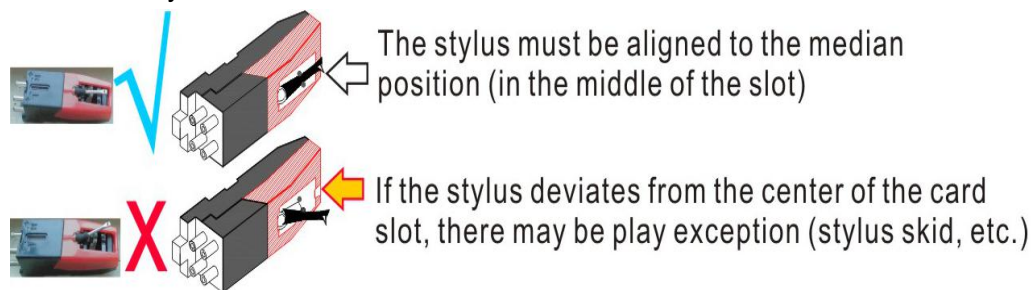 The stylus must be aligned to the median
position (in the middle of the slot)
X
If the stylus deviates from the center of the card
slot, there may be play exception (stylus skid, etc.)